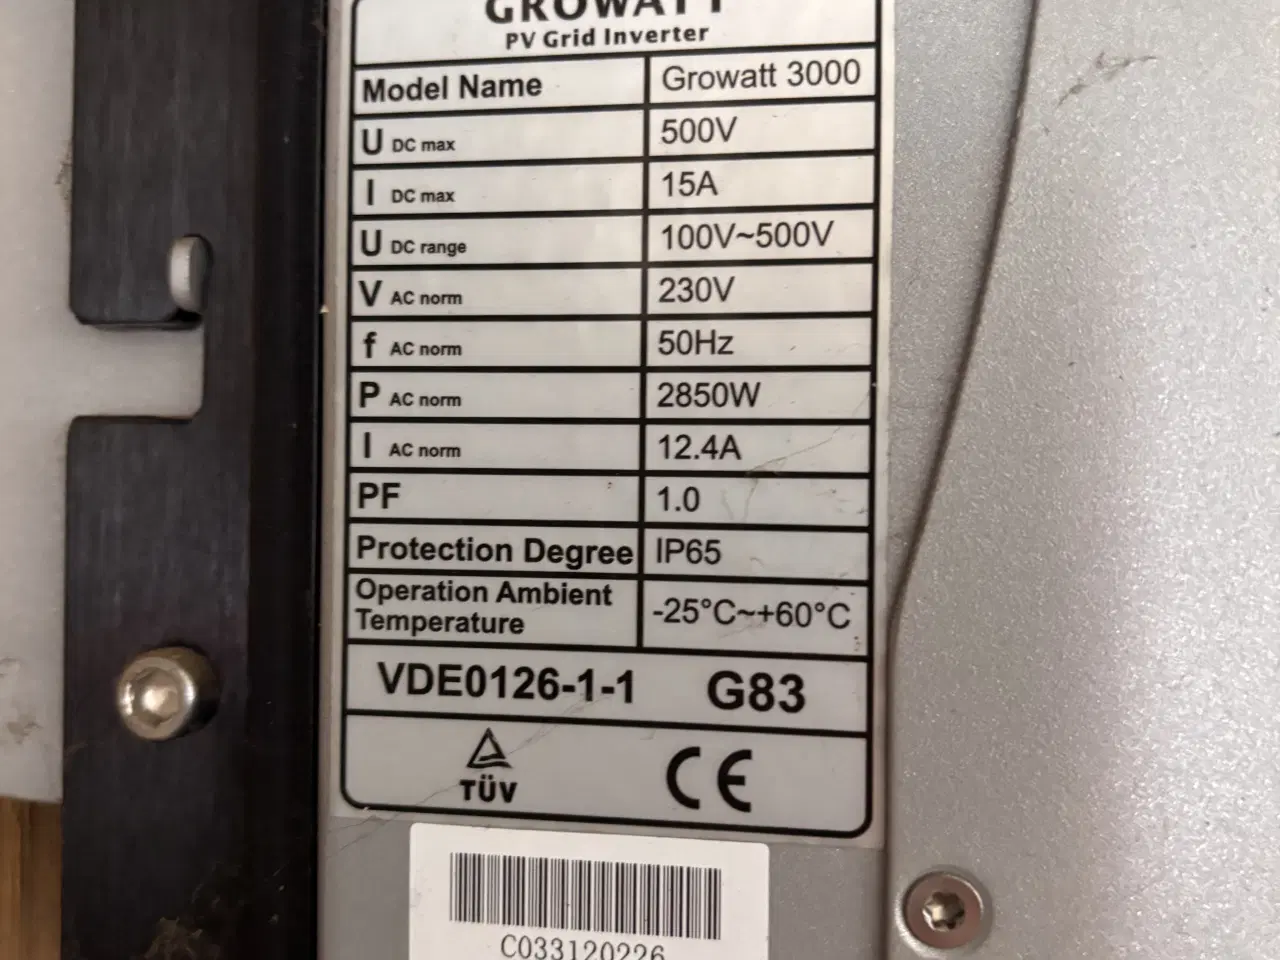 GROWATT
PV Grid Inverter
Model Name Growatt 3000
U DC max 500V
I DC max 15A
U DC range 100V~500V
V AC norm 230V
f AC norm 50Hz
P AC norm 2850W
I AC norm 12.4A
PF 1.0
Protection Degree IP65
Operation Ambient
Temperature -25°C~+60°C
VDE0126-1-1 G83
TÜV CE
C033120226